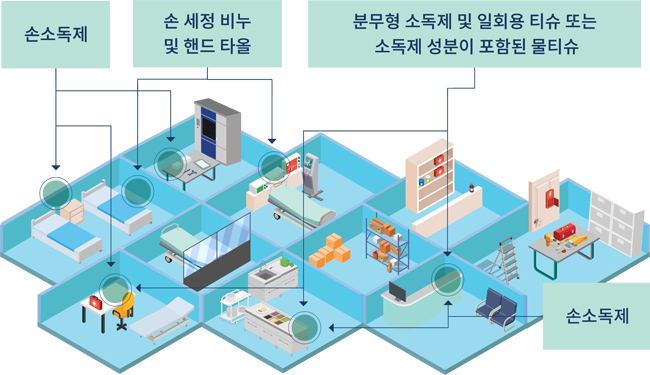 손소독제
손 세정 비누
및 핸드 타올
분무형 소독제 및 일회용 티슈 또는
소독제 성분이 포함된 물티슈
손소독제